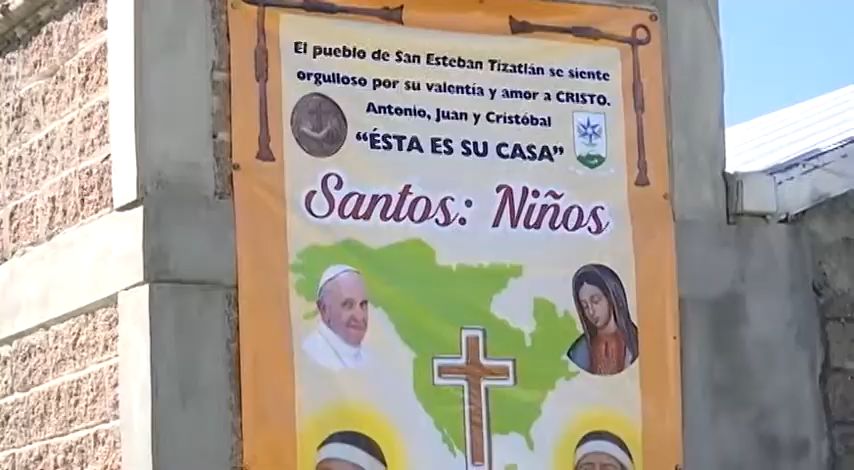 El pueblo de San Esteban Tizatlán se siente
orgulloso por su valentia y amor a CRISTO.
Antonio, Juan y Cristóbal
“ÉSTA ES SU CASA”
Santos: Niños